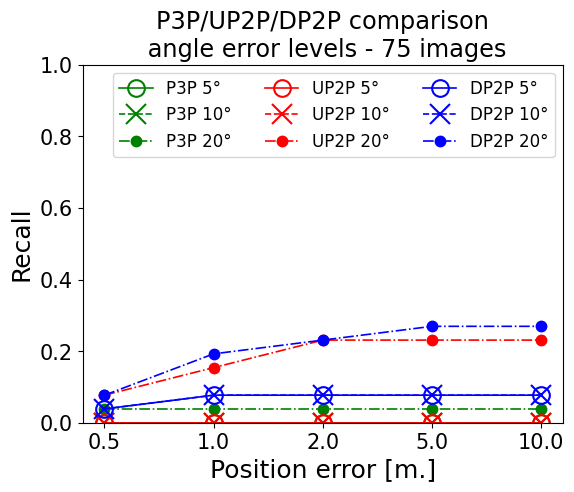 P3P/UP2P/DP2P comparison
angle error levels - 75 images
P3P 5° UP2P 5° DP2P 5°
P3P 10° UP2P 10° DP2P 10°
P3P 20° UP2P 20° DP2P 20°
1.0
0.8
0.6
0.4
0.2
0.0
Recall
0.5 1.0 2.0 5.0 10.0
Position error [m.]